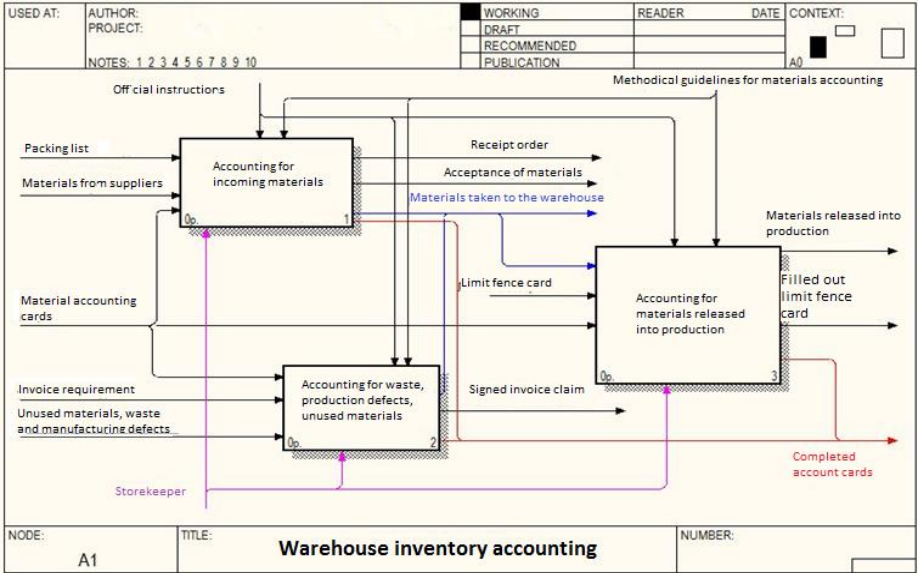 USED AT:
AUTHOR:
PROJECT:
NOTES: 1 2 3 4 5 6 7 8 9 10
WORKING
DRAFT
RECOMMENDED
PUBLICATION
READER
DATE
CONTEXT:
A0
Official instructions
Methodical guidelines for materials accounting
Packing list
Materials from suppliers
Accounting for
incoming materials
0p.
1
Receipt order
Acceptance of materials
Materials taken to the warehouse
Materials released into
production
Limit fence card
Filled out
limit fence
card
Material accounting
cards
Accounting for
materials released
into production
0p.
3
Invoice requirement
Unused materials, waste
and manufacturing defects
Accounting for waste,
production defects,
unused materials
0p.
2
Signed invoice claim
Completed
account cards
Storekeeper
NODE:
A1
TITLE:
Warehouse inventory accounting
NUMBER: